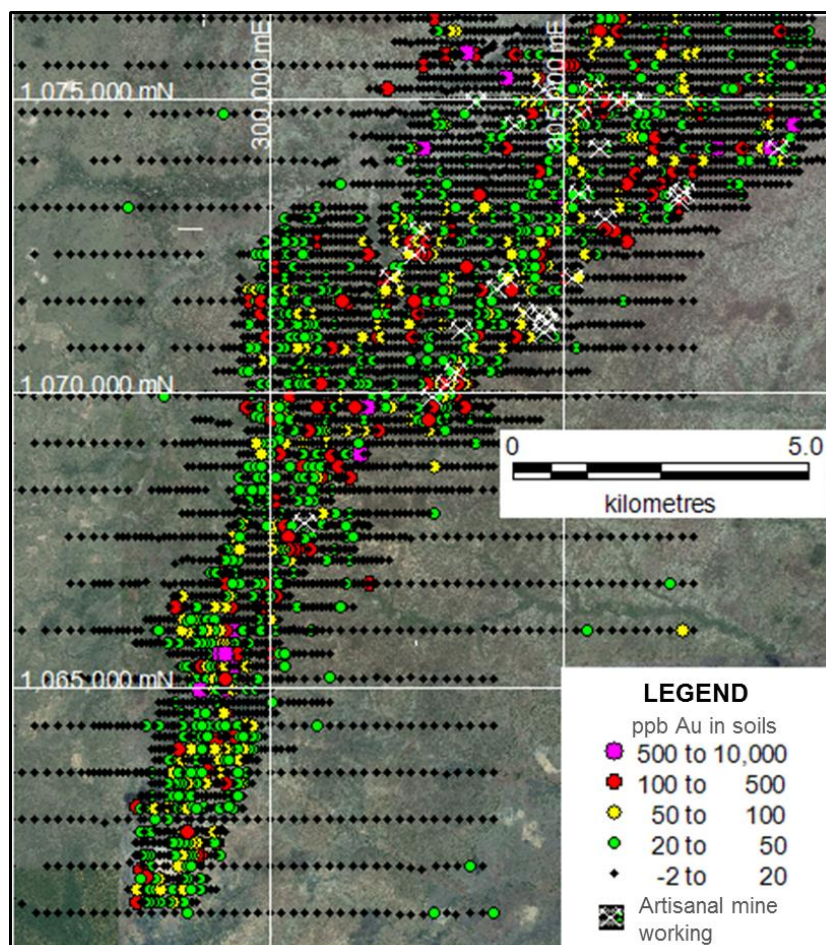 1,075,000 mN
300,000 mE
305,000 mE
1,070,000 mN
0 5.0
kilometres
1,065,000 mN
LEGEND
ppb Au in soils
500 to 10,000
100 to 500
50 to 100
20 to 50
-2 to 20
Artisanal mine
working